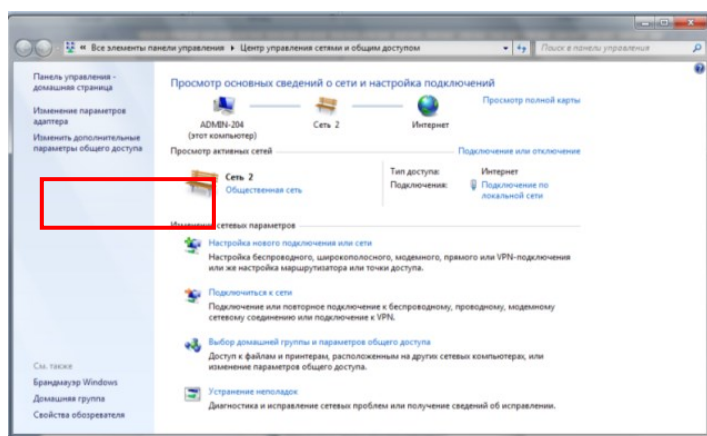 Все элементы панели управления Центр управления сетями и общим доступом
Поиск в панели управления
Панель управления -
домашняя страница
Изменение параметров
адаптера
Изменить дополнительные
параметры общего доступа
См. также
Брандмауэр Windows
Домашняя группа
Свойства обозревателя
Просмотр основных сведений о сети и настройка подключений
Просмотр полной карты
ADMIN-204
(этот компьютер)
Сеть 2
Интернет
Просмотр активных сетей
Подключение или отключение
Сеть 2
Общественная сеть
Тип доступа: Интернет
Подключения: Подключение по
локальной сети
Изменение сетевых параметров
Настройка нового подключения или сети
Настройка беспроводного, широкополосного, модемного, прямого или VPN-подключения
или же настройка маршрутизатора или точки доступа.
Подключиться к сети
Подключение или повторное подключение к беспроводному, проводному, модемному
сетевому соединению или подключение к VPN.
Выбор домашней группы и параметров общего доступа
Доступ к файлам и принтерам, расположенным на других сетевых компьютерах, или
изменение параметров общего доступа.
Устранение неполадок
Диагностика и исправление сетевых проблем или получение сведений об исправлении.